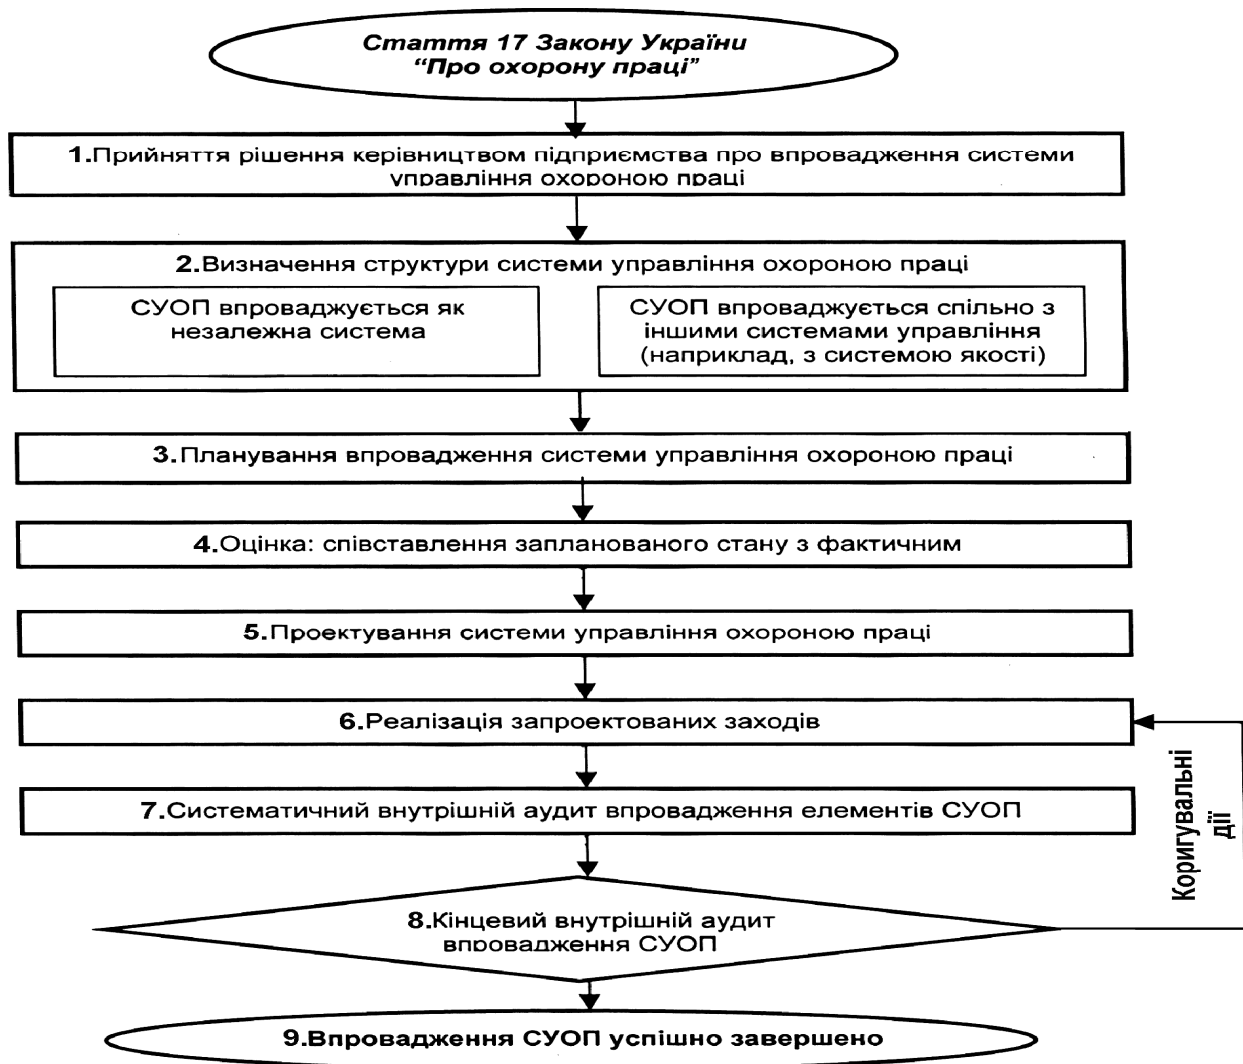 Стаття 17 Закону України
“Про охорону праці”
1.Прийняття рішення керівництвом підприємства про впровадження системи
управління охороною праці
2.Визначення структури системи управління охороною праці
СУОП впроваджується як
незалежна система
СУОП впроваджується спільно з
іншими системами управління
(наприклад, з системою якості)
3.Планування впровадження системи управління охороною праці
4.Оцінка: співставлення запланованого стану з фактичним
5.Проектування системи управління охороною праці
6.Реалізація запроектованих заходів
7.Систематичний внутрішній аудит впровадження елементів СУОП
Коригувальні
дії
8.Кінцевий внутрішній аудит
впровадження СУОП
9.Впровадження СУОП успішно завершено